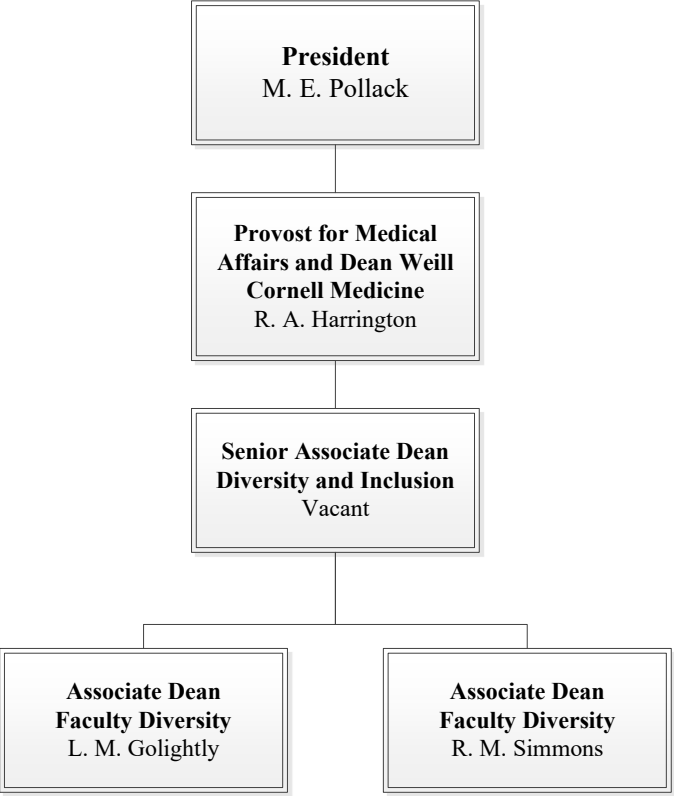 President
M. E. Pollack
Provost for Medical
Affairs and Dean Weill
Cornell Medicine
R. A. Harrington
Senior Associate Dean
Diversity and Inclusion
Vacant
Associate Dean
Faculty Diversity
L. M. Golightly
Associate Dean
Faculty Diversity
R. M. Simmons